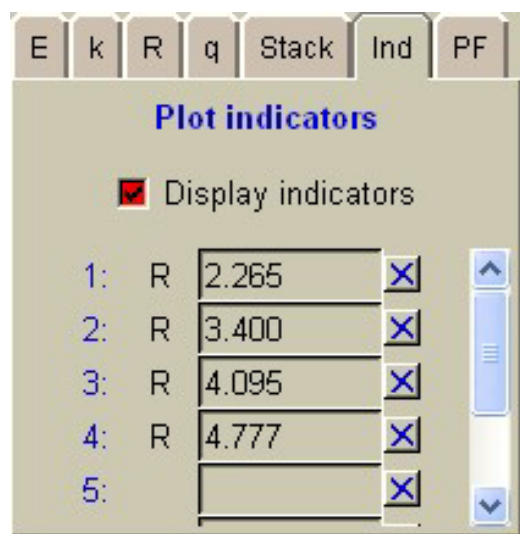 E k R q Stack Ind PF
Plot indicators
Display indicators
1: R 2.265 X
2: R 3.400 X
3: R 4.095 X
4: R 4.777 X
5: X